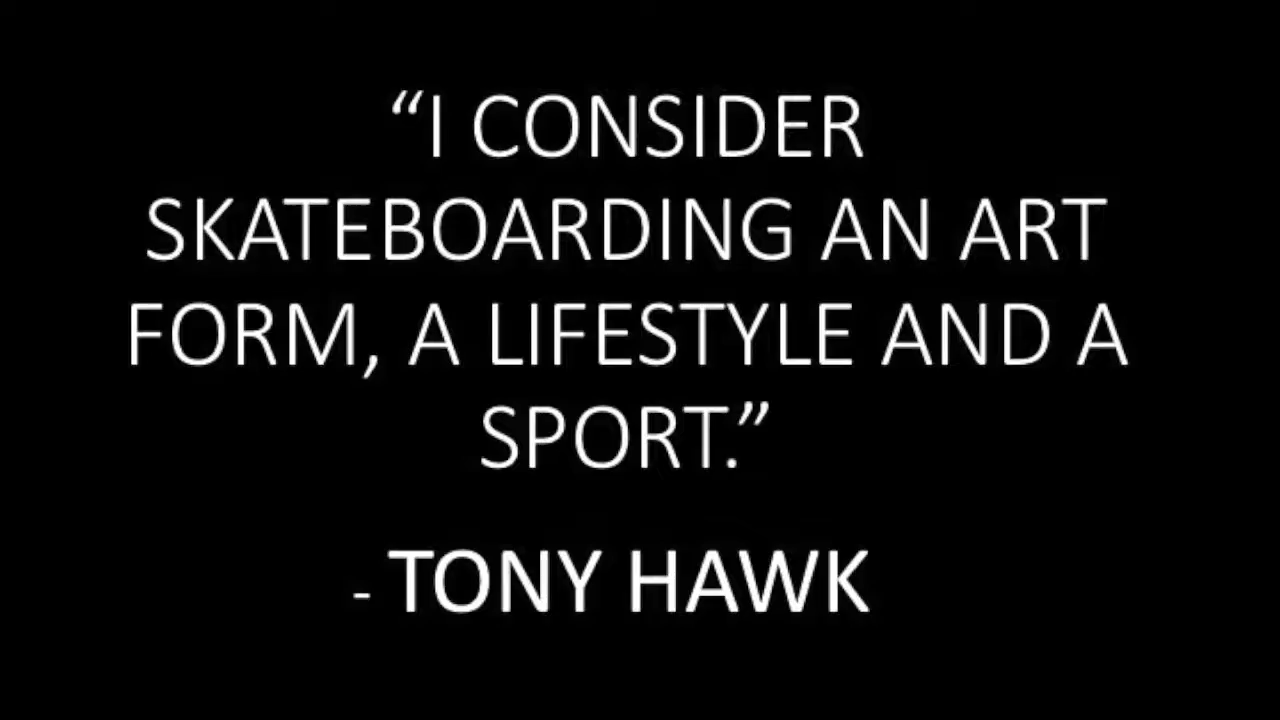 “I CONSIDER
SKATEBOARDING AN ART
FORM, A LIFESTYLE AND A
SPORT.”
- TONY HAWK